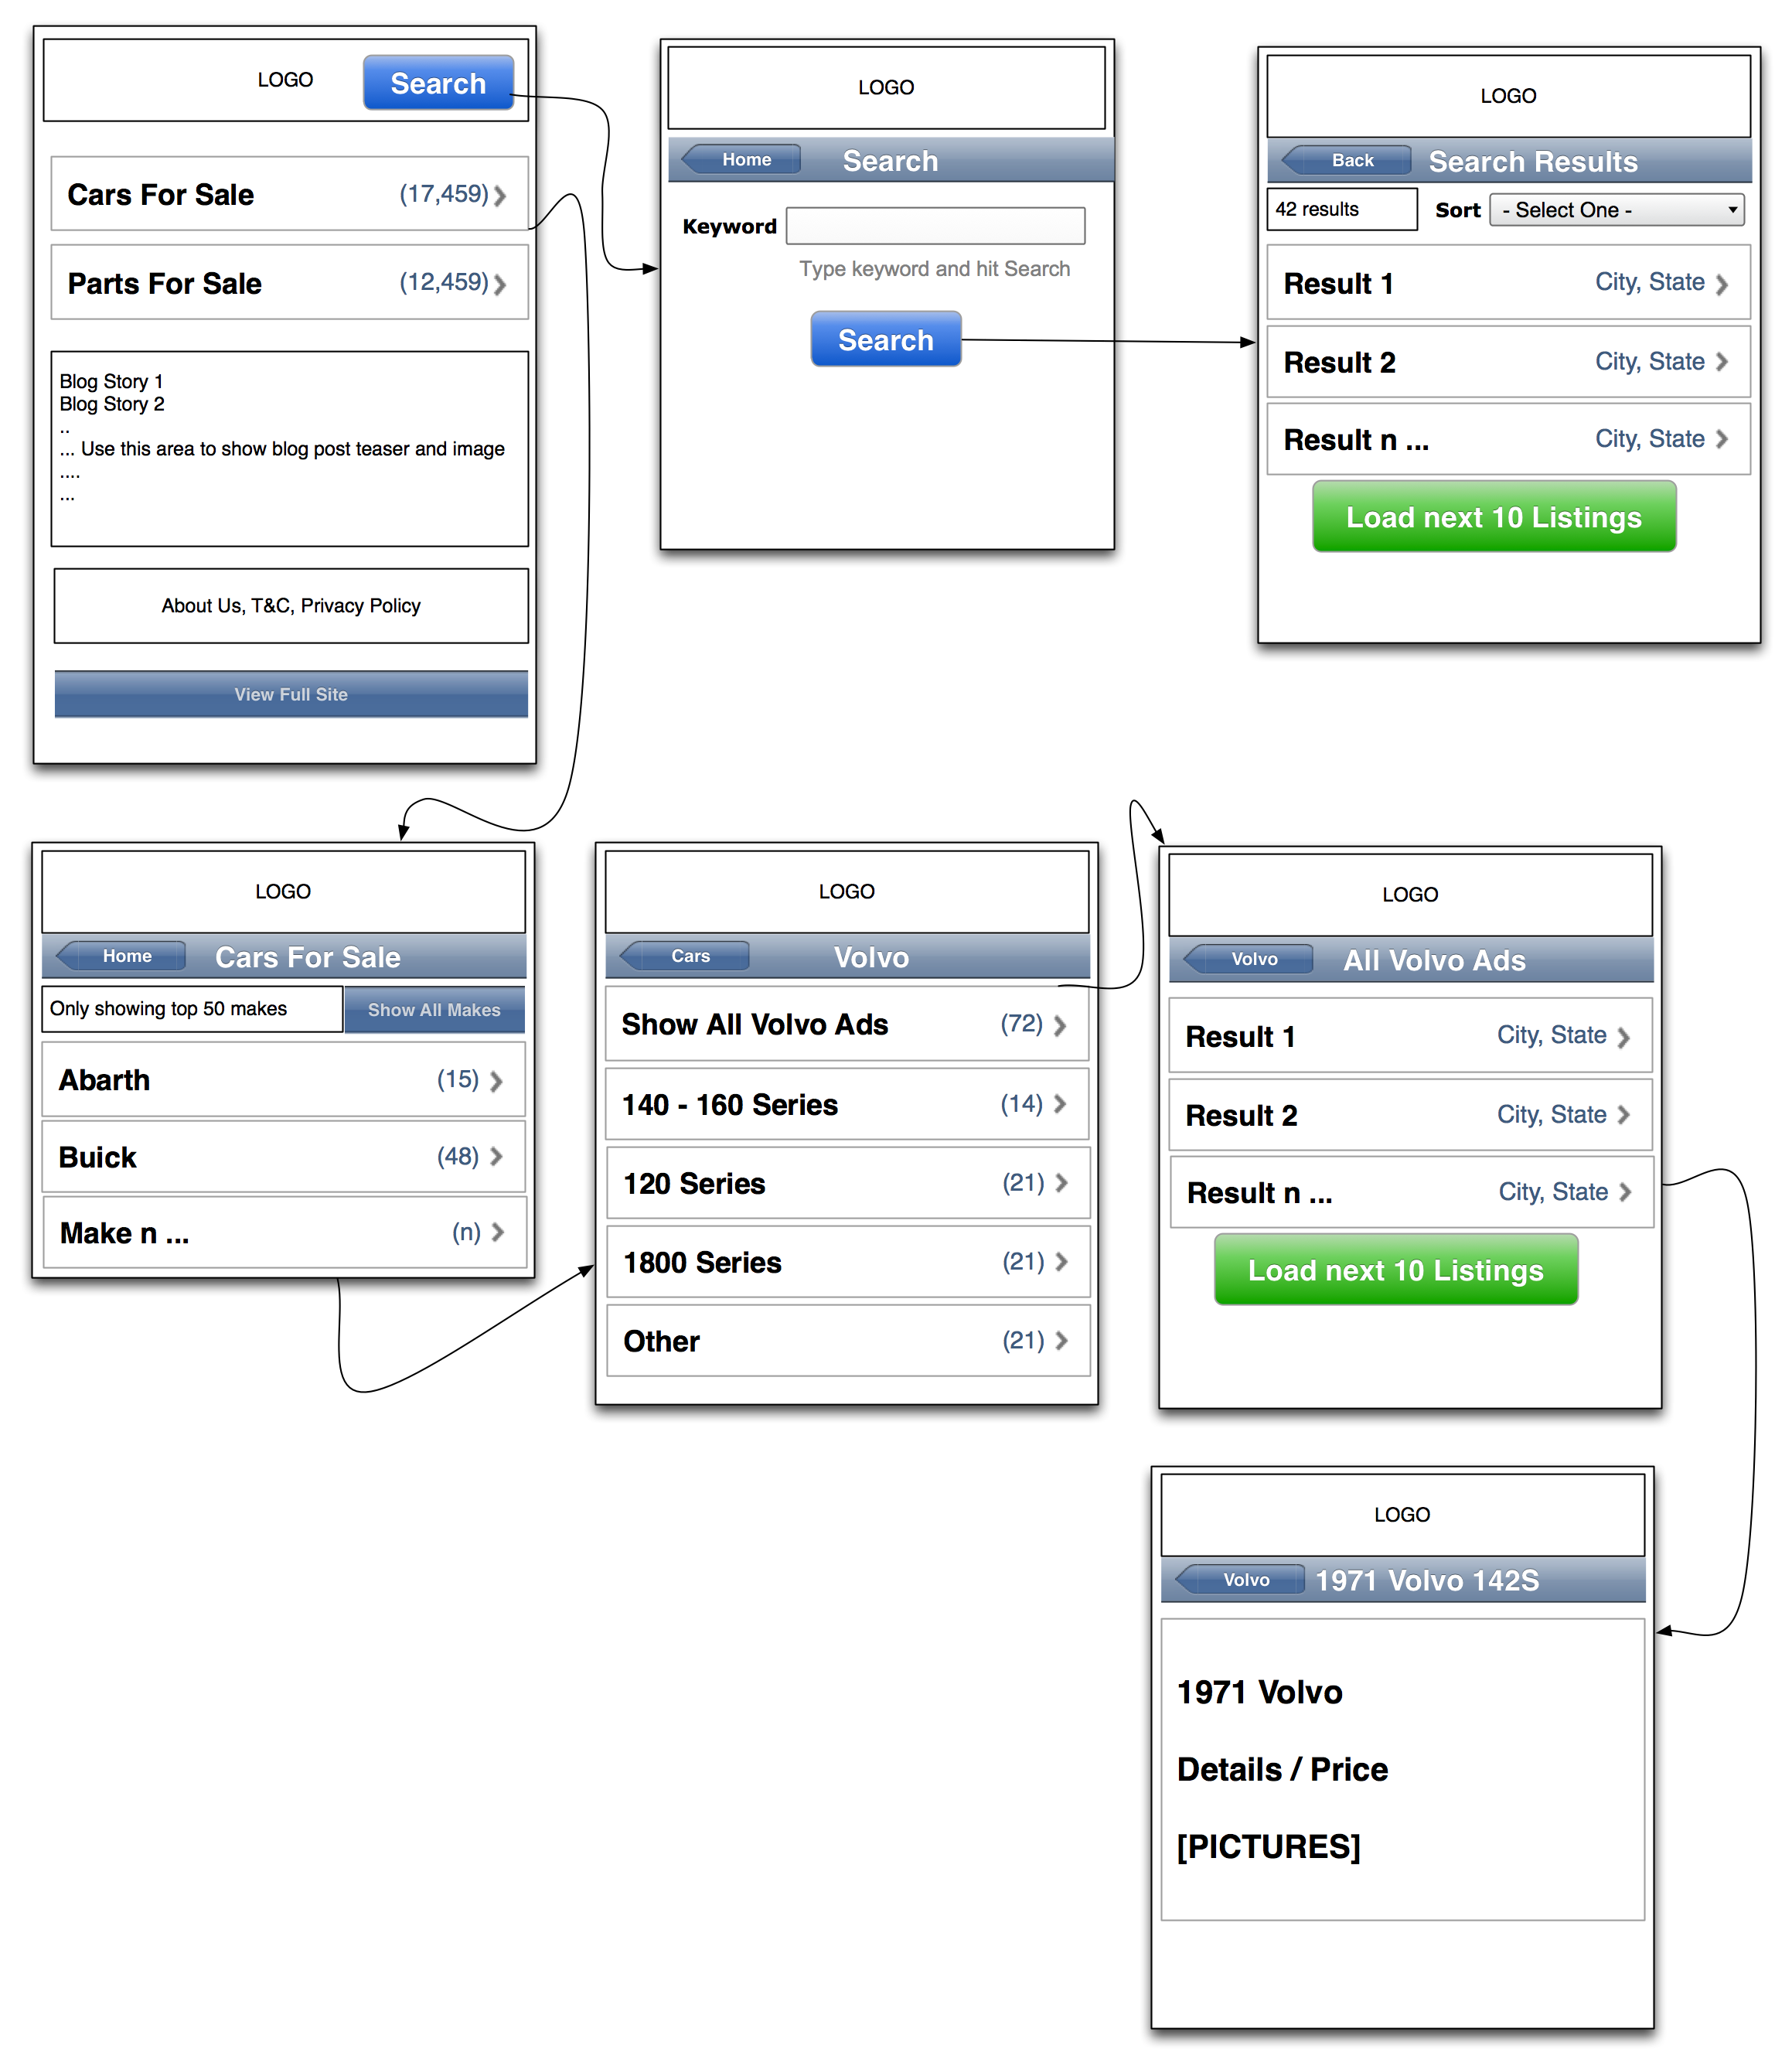 LOGO
Search
Cars For Sale (17,459)
Parts For Sale (12,459)
Blog Story 1
Blog Story 2
..
... Use this area to show blog post teaser and image
....
...
About Us, T&C, Privacy Policy
View Full Site
LOGO
Home
Search
Keyword
Type keyword and hit Search
Search
LOGO
Back
Search Results
42 results
Sort
- Select One -
Result 1 City, State
Result 2 City, State
Result n ... City, State
Load next 10 Listings
LOGO
Home
Cars For Sale
Only showing top 50 makes
Show All Makes
Abarth (15)
Buick (48)
Make n ... (n)
LOGO
Cars
Volvo
Show All Volvo Ads (72)
140 - 160 Series (14)
120 Series (21)
1800 Series (21)
Other (21)
LOGO
Volvo
All Volvo Ads
Result 1 City, State
Result 2 City, State
Result n ... City, State
Load next 10 Listings
LOGO
Volvo
1971 Volvo 142S
1971 Volvo
Details / Price
[PICTURES]